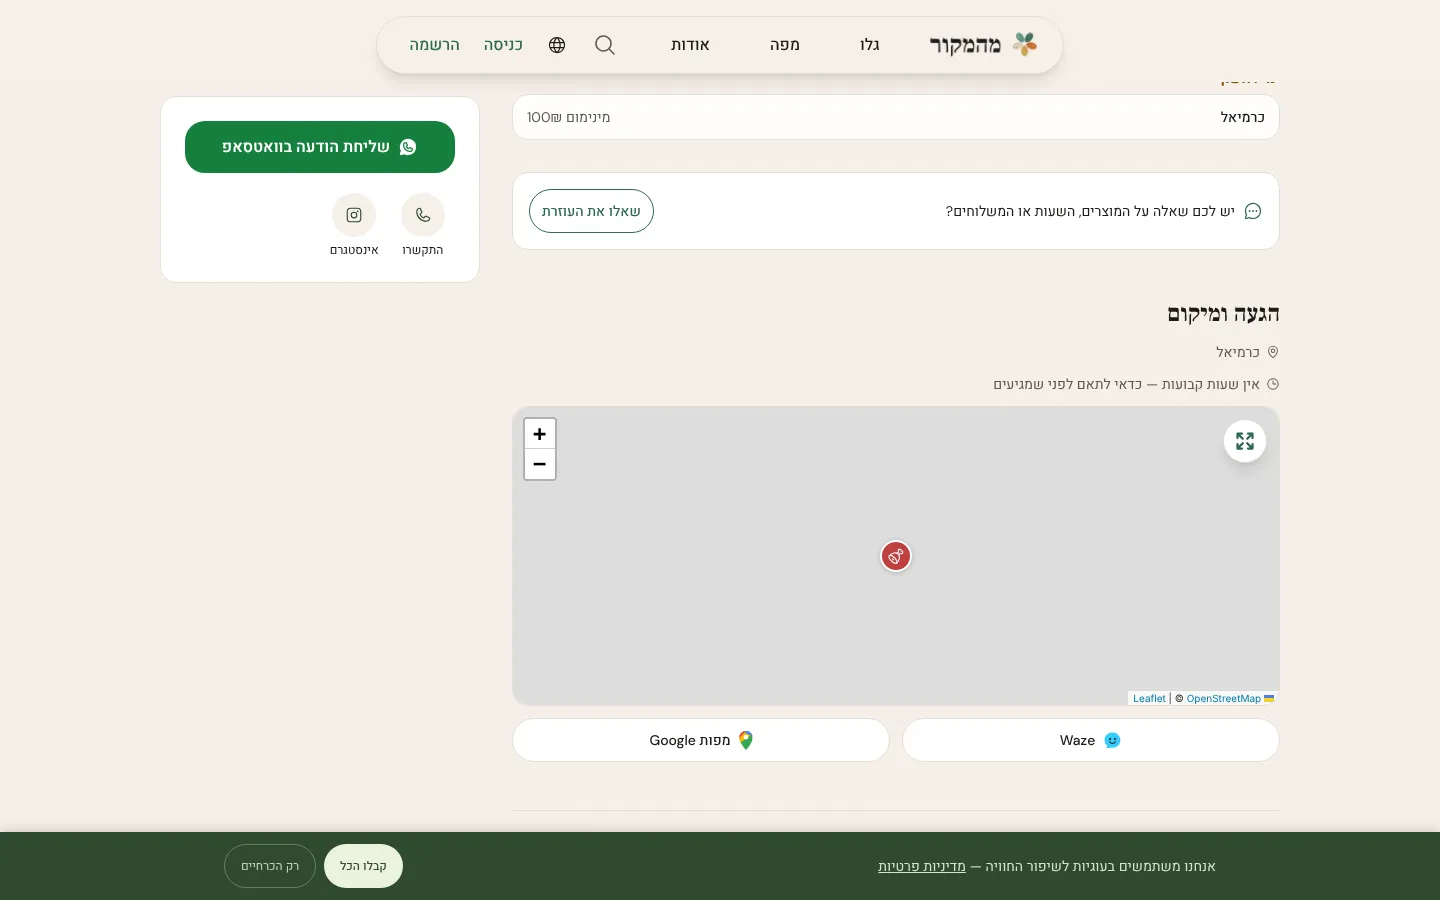 מהמקור
גלו
מפה
אודות
כניסה
הרשמה
כרמיאל
מינימום 100₪
יש לכם שאלה על המוצרים, השעות או המשלוחים?
שאלו את העוזרת
שליחת הודעה בוואטסאפ
התקשרו
אינסטגרם
הגעה ומיקום
כרמיאל
אין שעות קבועות — כדאי לתאם לפני שמגיעים
+
−
Leaflet | © OpenStreetMap
Waze
מפות Google
אנחנו משתמשים בעוגיות לשיפור החוויה — מדיניות פרטיות
קבלו הכל
רק הכרחיים